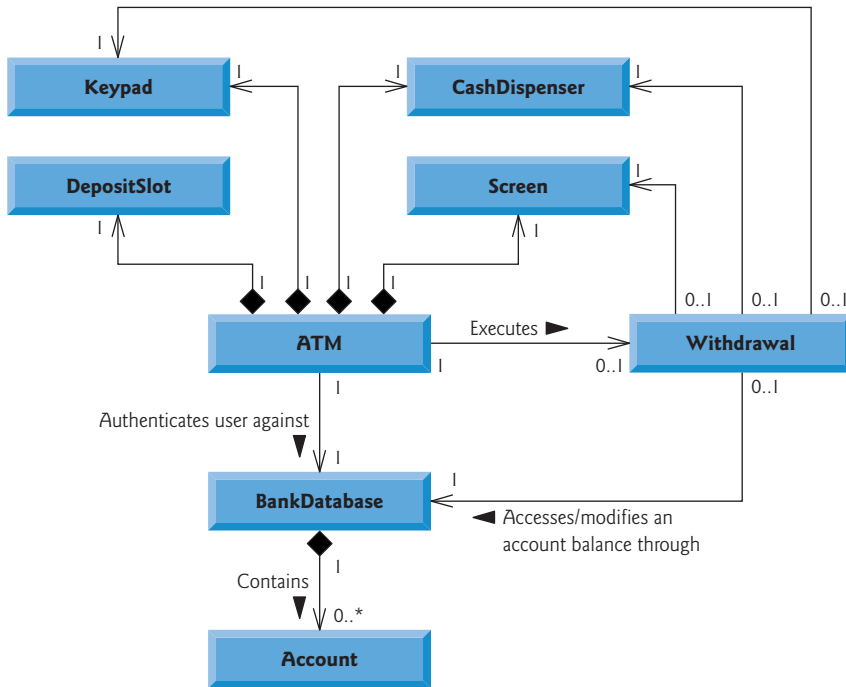 1
Keypad
1
1
CashDispenser
1
DepositSlot
1
Screen
1
1
1
1
1
1
0..1
0..1
0..1
ATM
Executes
Withdrawal
1
0..1
1
0..1
Authenticates user against
1
1
BankDatabase
Accesses/modifies an
account balance through
1
Contains
0..*
Account